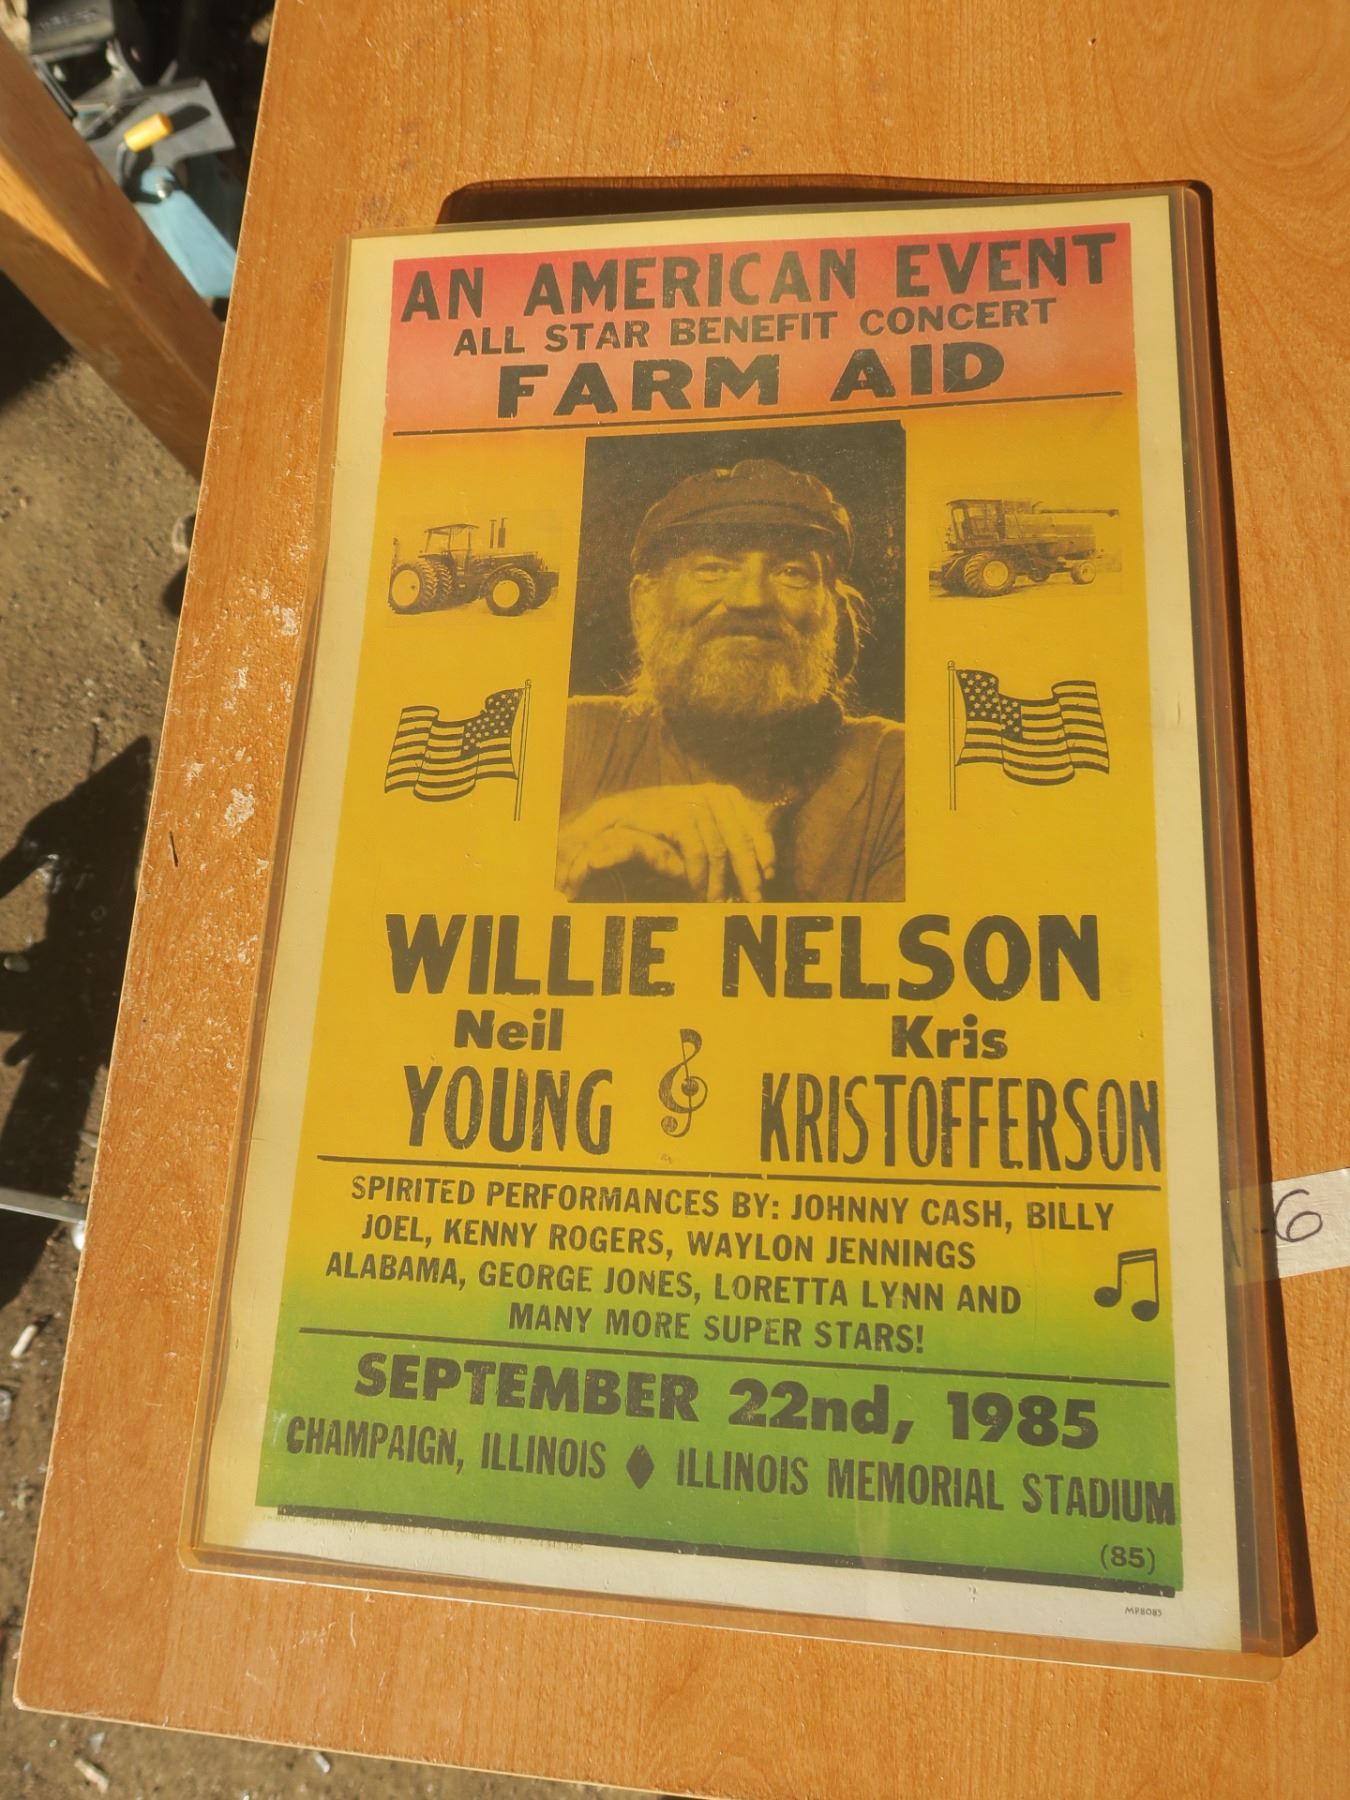 AN AMERICAN EVENT
ALL STAR BENEFIT CONCERT
FARM AID
WILLIE NELSON
Neil
YOUNG
Kris
KRISTOFFERSON
SPIRITED PERFORMANCES BY: JOHNNY CASH, BILLY
JOEL, KENNY ROGERS, WAYLON JENNINGS
ALABAMA, GEORGE JONES, LORETTA LYNN AND
MANY MORE SUPER STARS!
SEPTEMBER 22nd, 1985
CHAMPAIGN, ILLINOIS ♦ ILLINOIS MEMORIAL STADIUM
(85)
MP8085
6